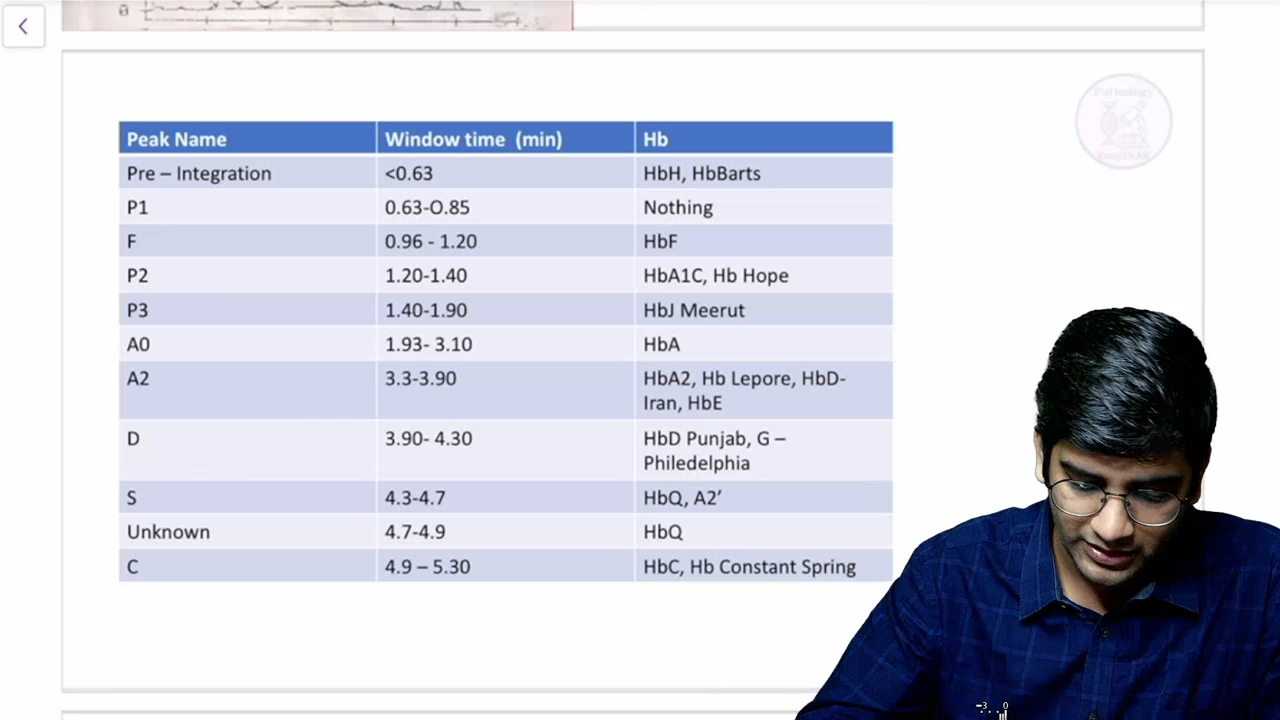 Peak Name Window time (min) Hb
Pre – Integration <0.63 HbH, HbBarts
P1 0.63-O.85 Nothing
F 0.96 - 1.20 HbF
P2 1.20-1.40 HbA1C, Hb Hope
P3 1.40-1.90 HbJ Meerut
A0 1.93- 3.10 HbA
A2 3.3-3.90 HbA2, Hb Lepore, HbD-
Iran, HbE
D 3.90- 4.30 HbD Punjab, G –
Philedelphia
S 4.3-4.7 HbQ, A2’
Unknown 4.7-4.9 HbQ
C 4.9 – 5.30 HbC, Hb Constant Spring
Pathology